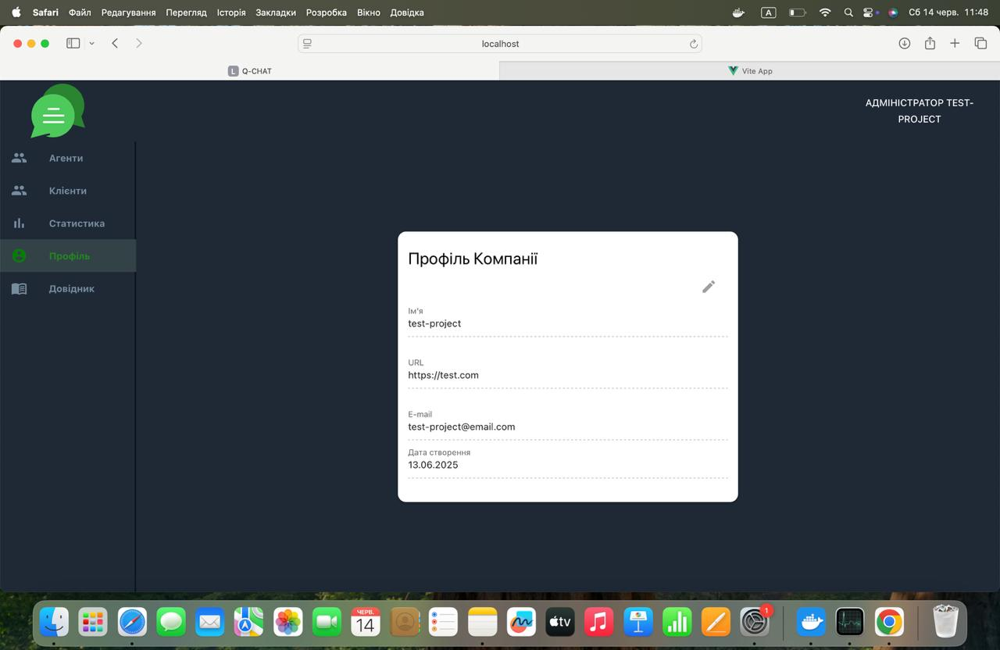 Safari Файл Редагування Перегляд Історія Закладки Розробка Вікно Довідка A Сб 14 черв. 11:48
localhost
L Q-CHAT
Vite App
АДМІНІСТРАТОР TEST-
PROJECT
Агенти
Клієнти
Статистика
Профіль
Довідник
Профіль Компанії
Ім'я
test-project
URL
https://test.com
E-mail
test-project@email.com
Дата створення
13.06.2025
ЧЕРВ.
14
tv
1